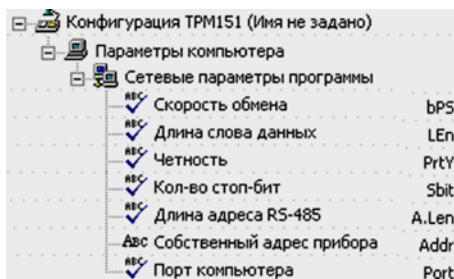 Конфигурация ТРМ151 (Имя не задано)
Параметры компьютера
Сетевые параметры программы
Скорость обмена bPS
Длина слова данных LEn
Четность PrtY
Кол-во стоп-бит Sbit
Длина адреса RS-485 A.Len
Собственный адрес прибора Addr
Порт компьютера Port